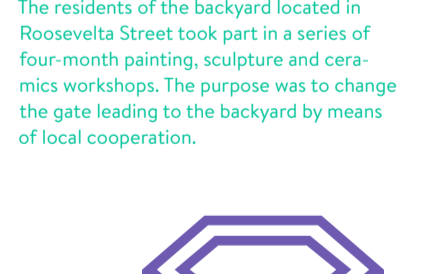 The residents of the backyard located in
Roosevelta Street took part in a series of
four-month painting, sculpture and cera-
mics workshops. The purpose was to change
the gate leading to the backyard by means
of local cooperation.